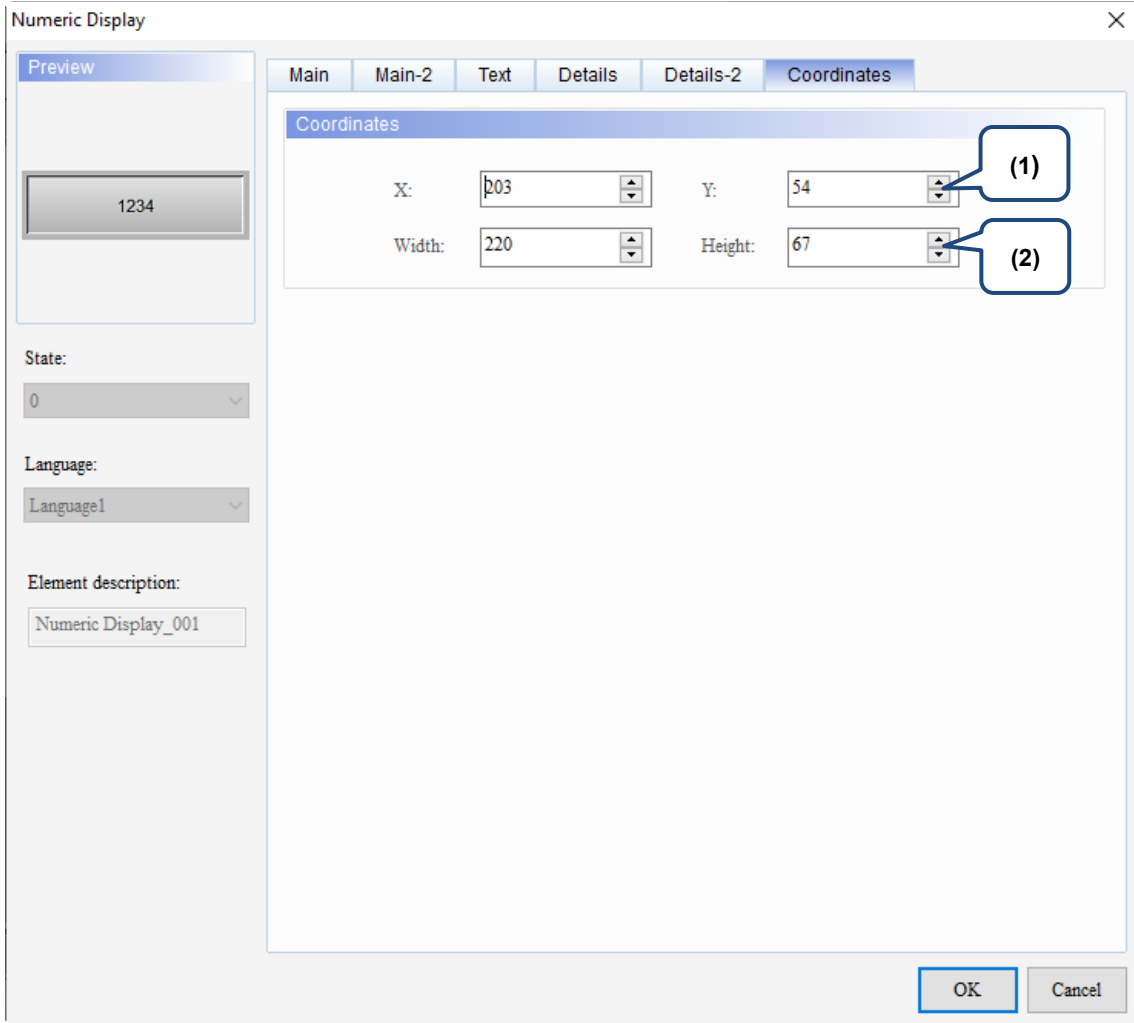 Numeric Display
Preview
Main Main-2 Text Details Details-2 Coordinates
Coordinates
(1)
X: 203 Y: 54
1234
Width: 220 Height: 67
(2)
State:
0
Language:
Language1
Element description:
Numeric Display_001
OK Cancel